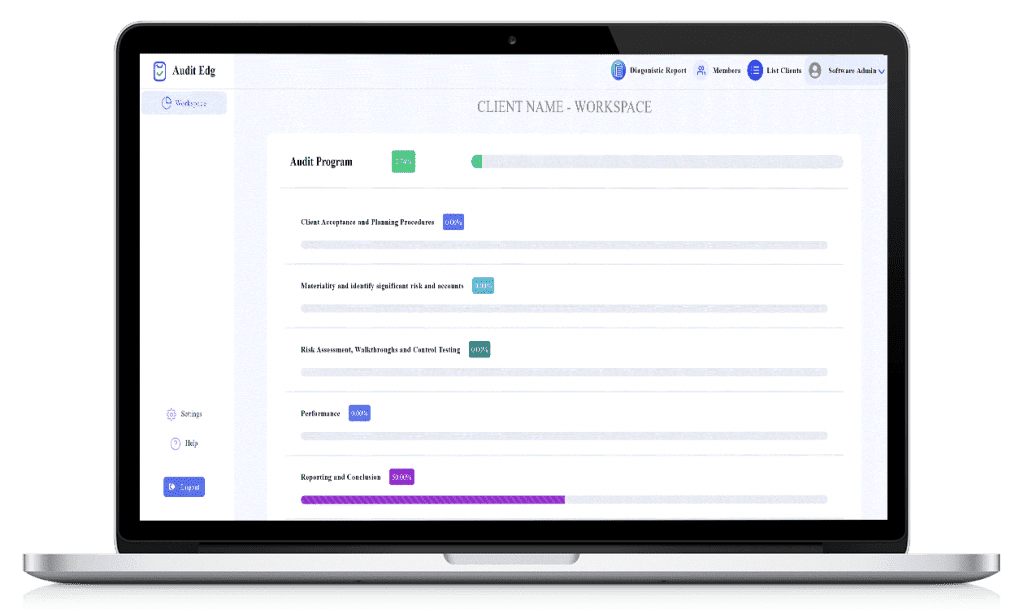 Audit Edg
Diagonistic Report
Members
List Clients
Software Admin
Workspace
CLIENT NAME - WORKSPACE
Audit Program
Client Acceptance and Planning Procedures 0.00%
Materiality and identify significant risk and accounts 0.00%
Risk Assessment, Walkthroughs and Control Testing 0.00%
Performance 0.00%
Reporting and Conclusion 50.00%
Settings
Help
Logout